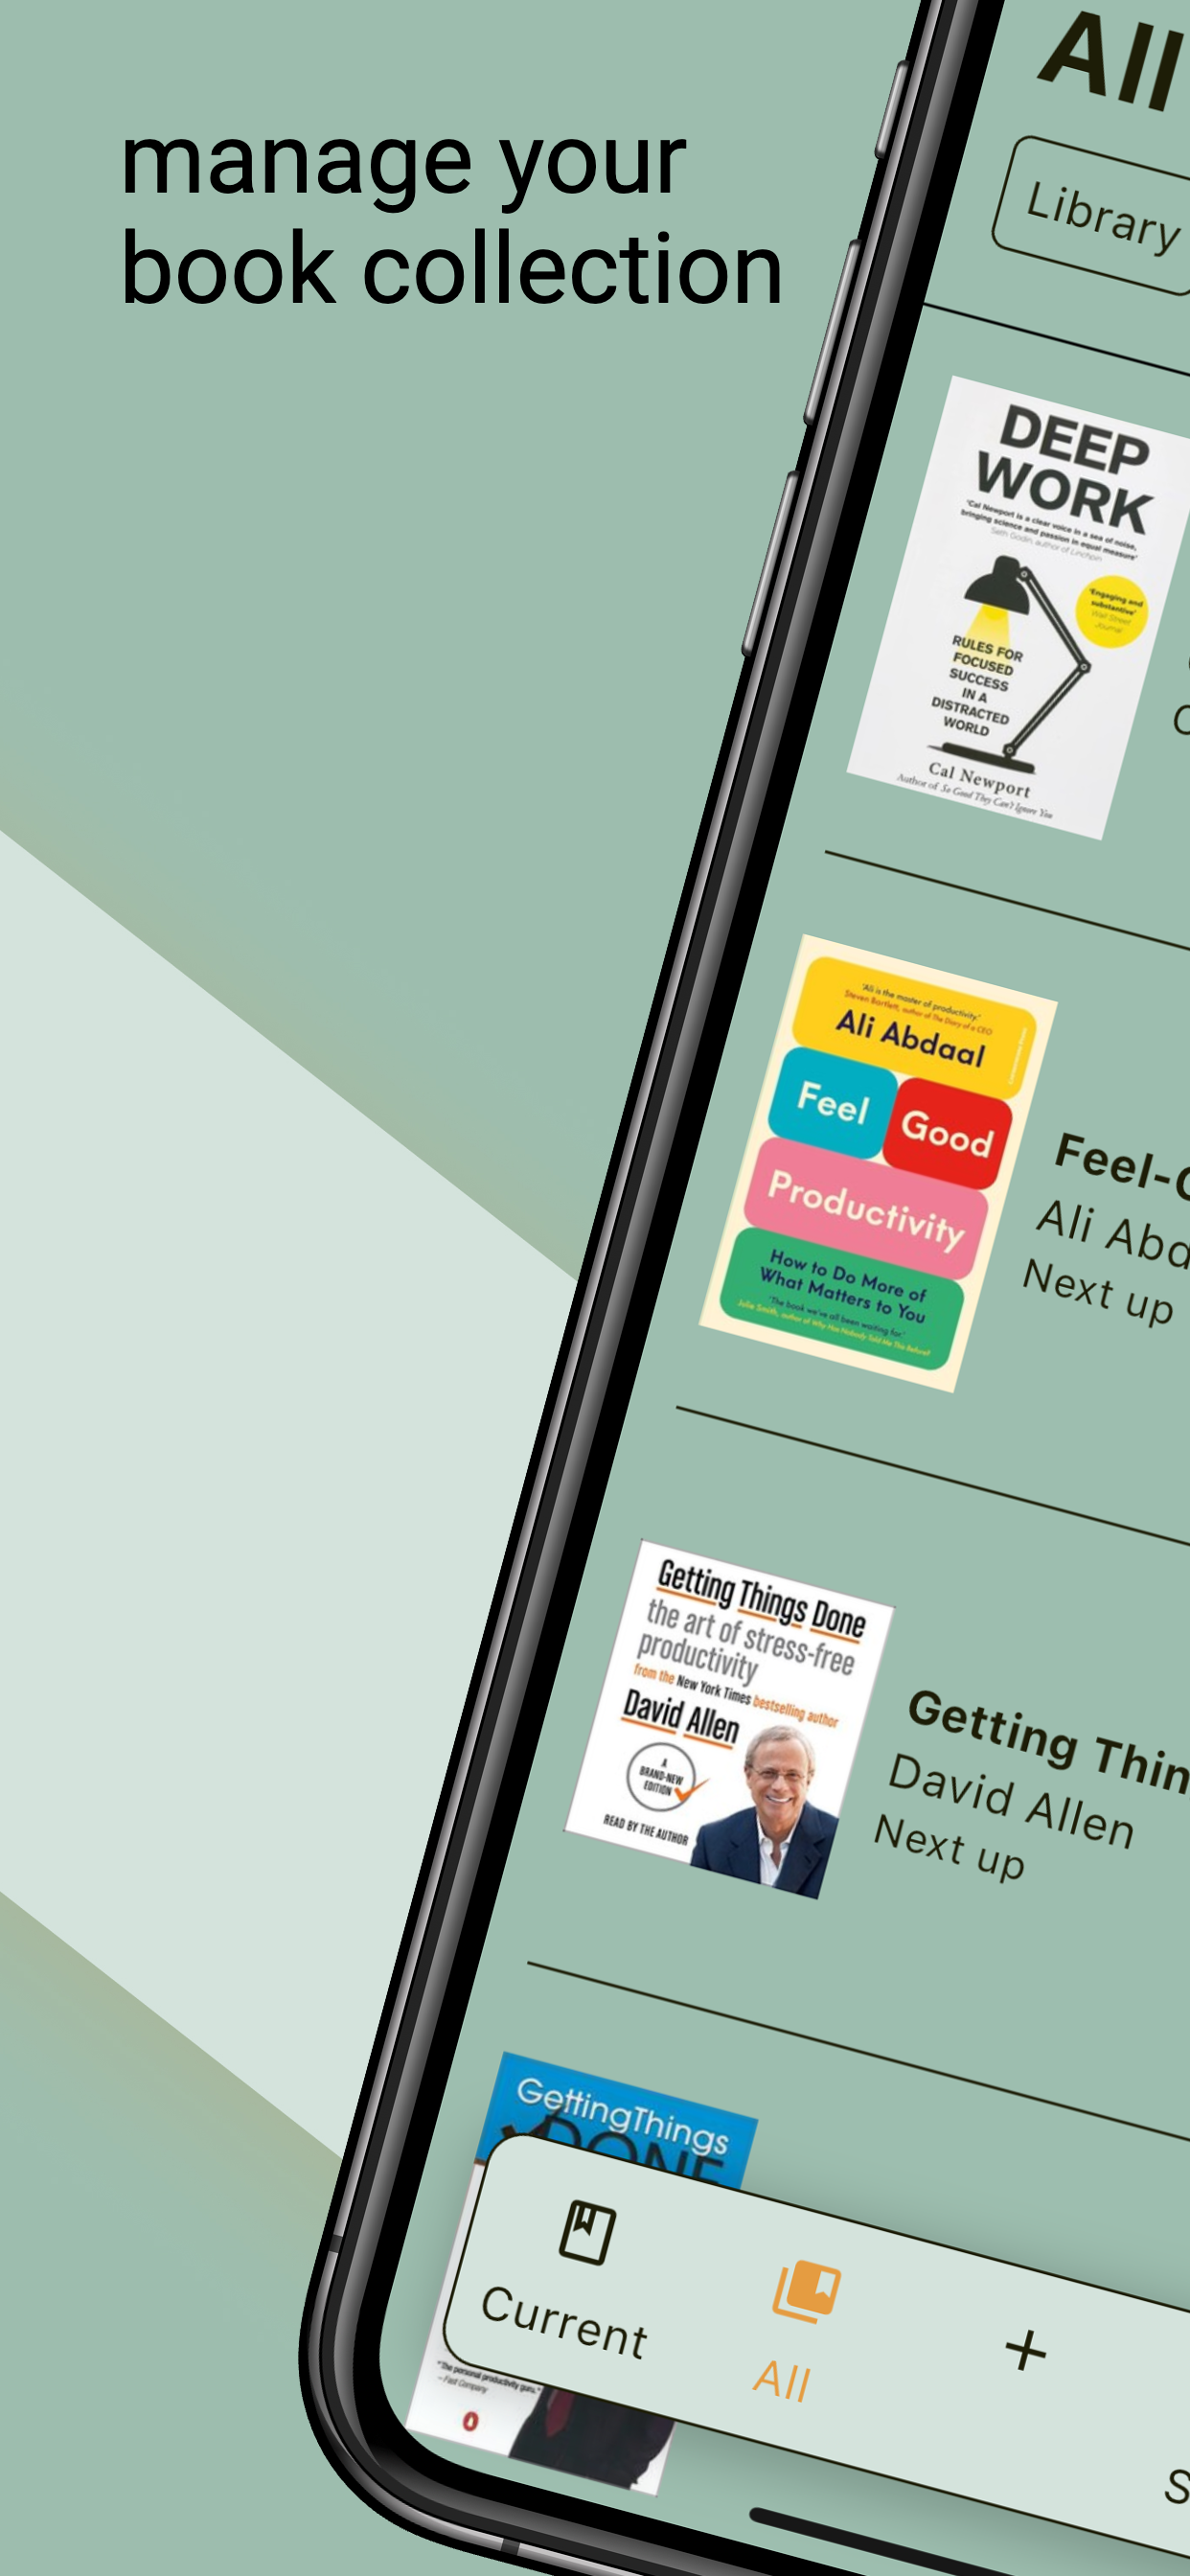 manage your
book collection
All
Library
DEEP
WORK
'Cal Newport is a clear voice in a sea of noise,
bringing science and passion in equal measure'
Seth Godin, author of Linchpin
'Engaging and
substantive'
Wall Street
Journal
RULES FOR
FOCUSED
SUCCESS
IN A
DISTRACTED
WORLD
Cal Newport
Author of So Good They Can't Ignore You
'Ali is the master of productivity.'
Steven Bartlett, author of The Diary of a CEO
Ali Abdaal
Feel
Good
Productivity
How to Do More of
What Matters to You
'The book we've all been waiting for.'
Julie Smith, author of Why Has Nobody Told Me This Before?
Feel-
Ali Abd
Next up
Getting Things Done
the art of stress-free
productivity
from the New York Times bestselling author
David Allen
A
BRAND-NEW
EDITION
READ BY THE AUTHOR
Getting Thin
David Allen
Next up
GettingThings
DONE
Current
All
+
S
"The personal productivity guru."
—Fast Company